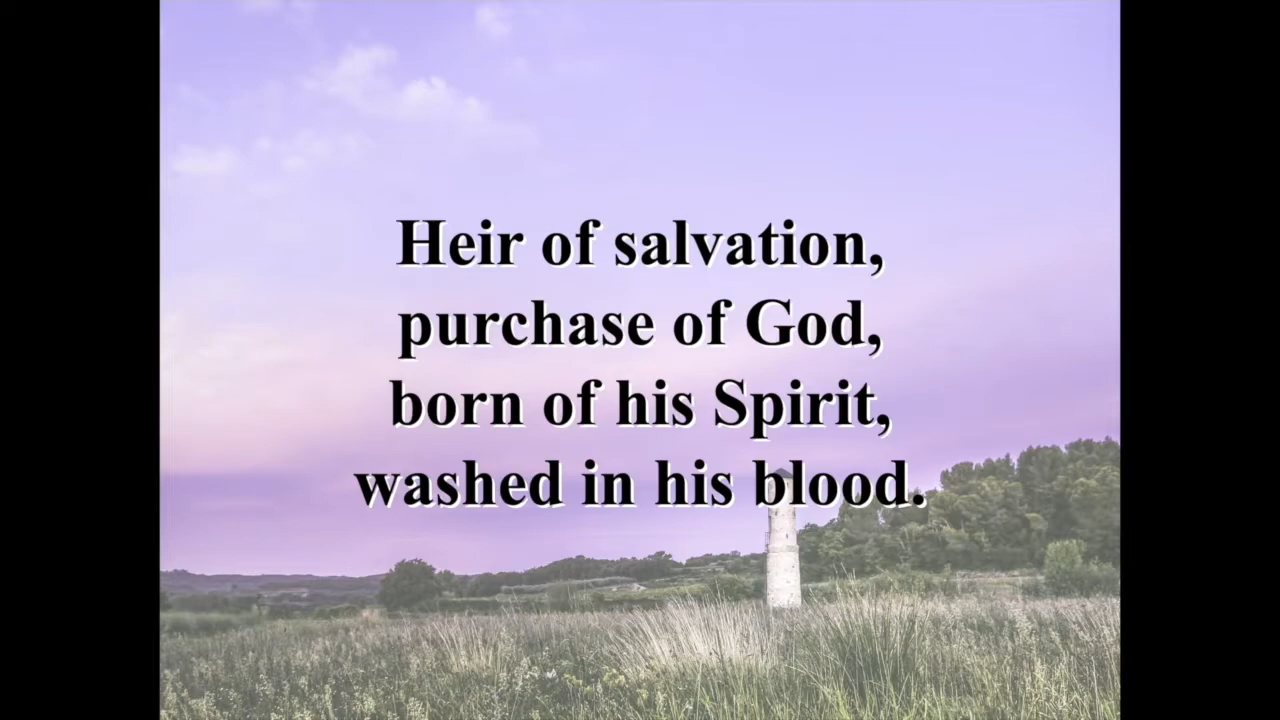 Heir of salvation,
purchase of God,
born of his Spirit,
washed in his blood.